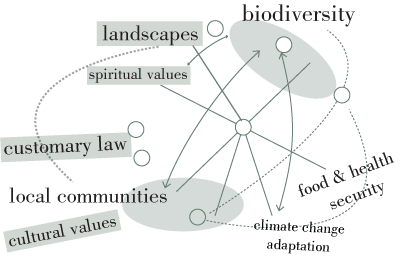 biodiversity
landscapes
spiritual values
customary law
food & health
security
local communities
cultural values
climate change
adaptation